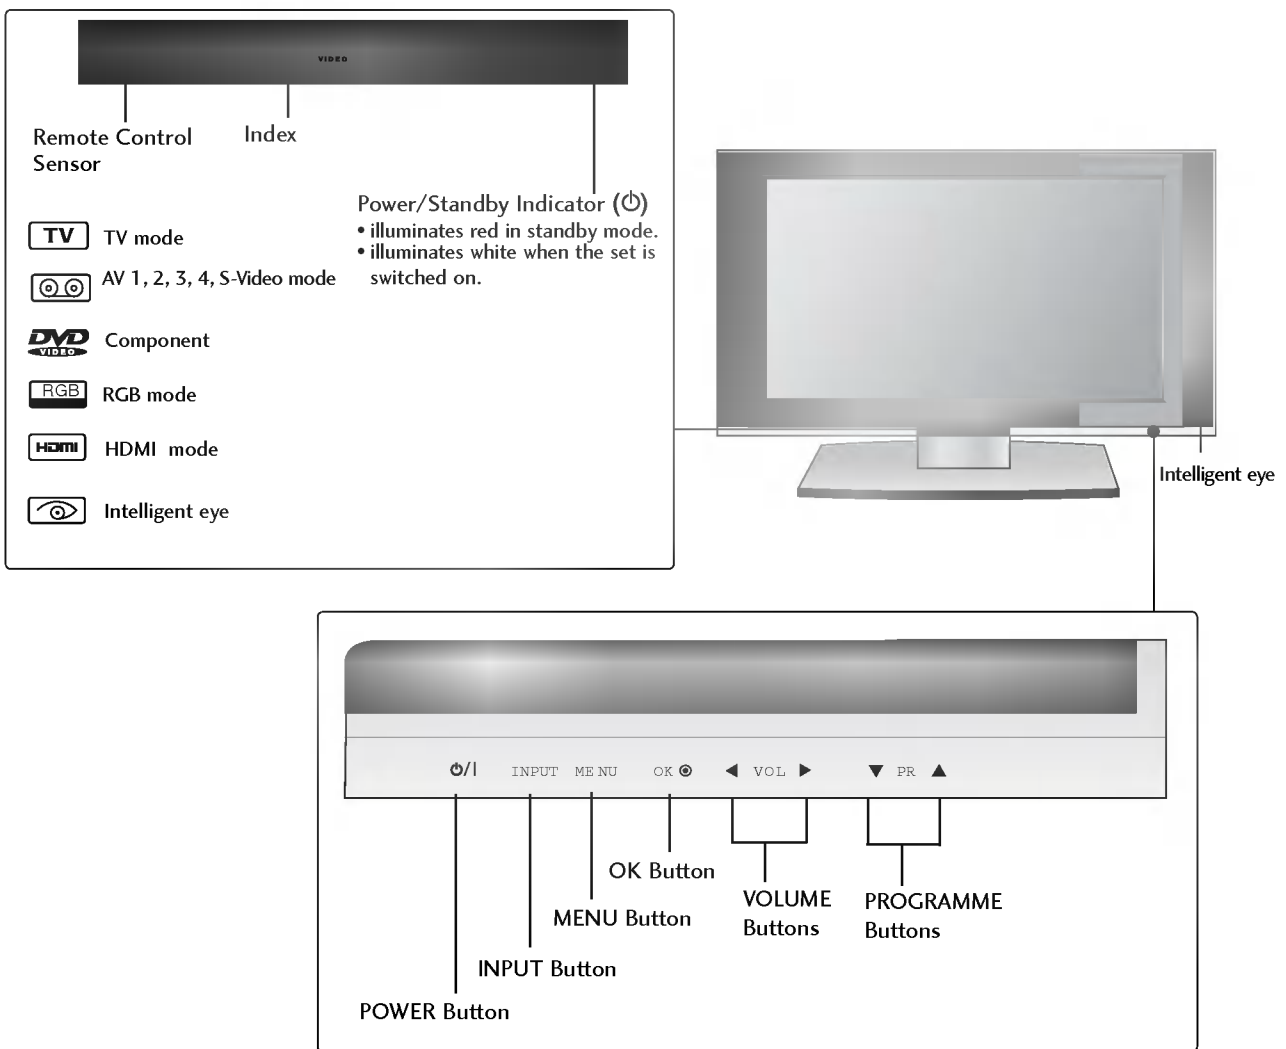 VIDEO
Remote Control
Sensor
Index
Power/Standby Indicator (⏻)
• illuminates red in standby mode.
• illuminates white when the set is
switched on.
TV TV mode
AV 1, 2, 3, 4, S-Video mode
DVD
VIDEO
Component
RGB RGB mode
HDMI HDMI mode
Intelligent eye
Intelligent eye
⏻/I INPUT MENU OK ◉ ◀ VOL ▶ ▼ PR ▲
OK Button
VOLUME
Buttons
PROGRAMME
Buttons
MENU Button
INPUT Button
POWER Button